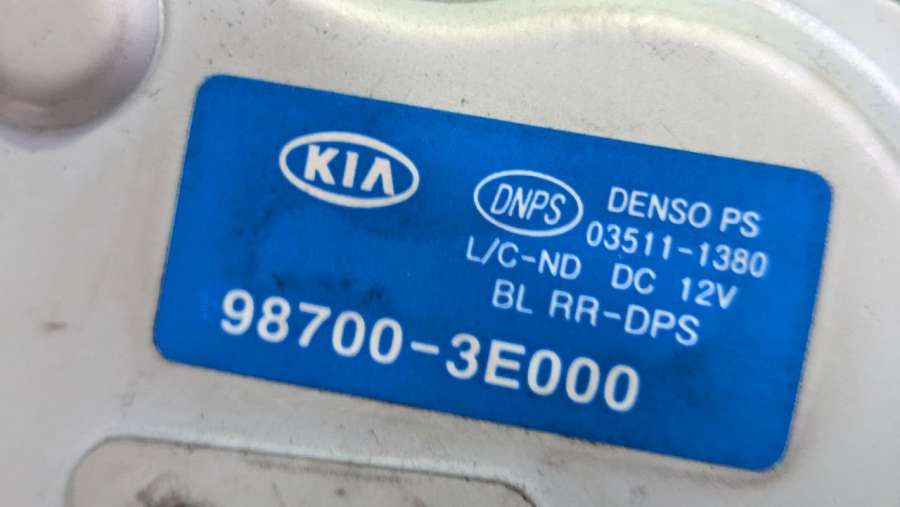 KIA
DNPS DENSO PS
03511-1380
L/C-ND DC 12V
BL RR-DPS
98700-3E000